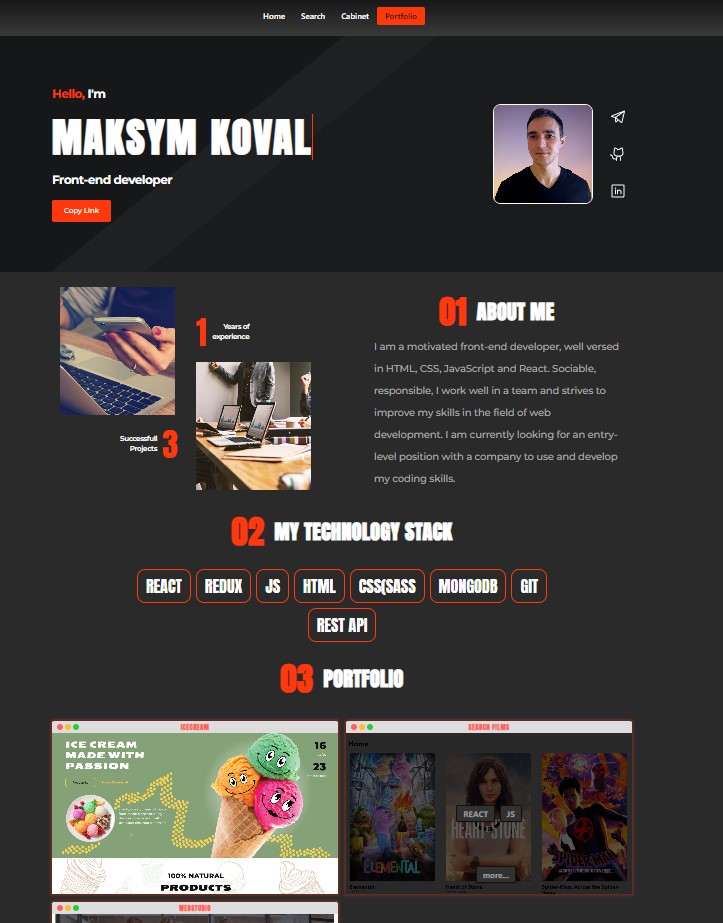 Home Search Cabinet Portfolio
Hello, I'm
MAKSYM KOVAL
Front-end developer
Copy Link
1 Years of
experience
Successfull
Projects 3
01 ABOUT ME
I am a motivated front-end developer, well versed
in HTML, CSS, JavaScript and React. Sociable,
responsible, I work well in a team and strives to
improve my skills in the field of web
development. I am currently looking for an entry-
level position with a company to use and develop
my coding skills.
02 MY TECHNOLOGY STACK
REACT REDUX JS HTML CSS(SASS MONGODB GIT
REST API
03 PORTFOLIO
ICECREAM
ICE CREAM
MADE WITH
PASSION
16
23
100% NATURAL
PRODUCTS
SEARCH FILMS
Home
REACT JS
HEART STONE
more...
ELEMENTAL
SPIDER-MAN
Elemental Heart of Stone Spider-Man: Across the Spider-
WEBSTUDIO